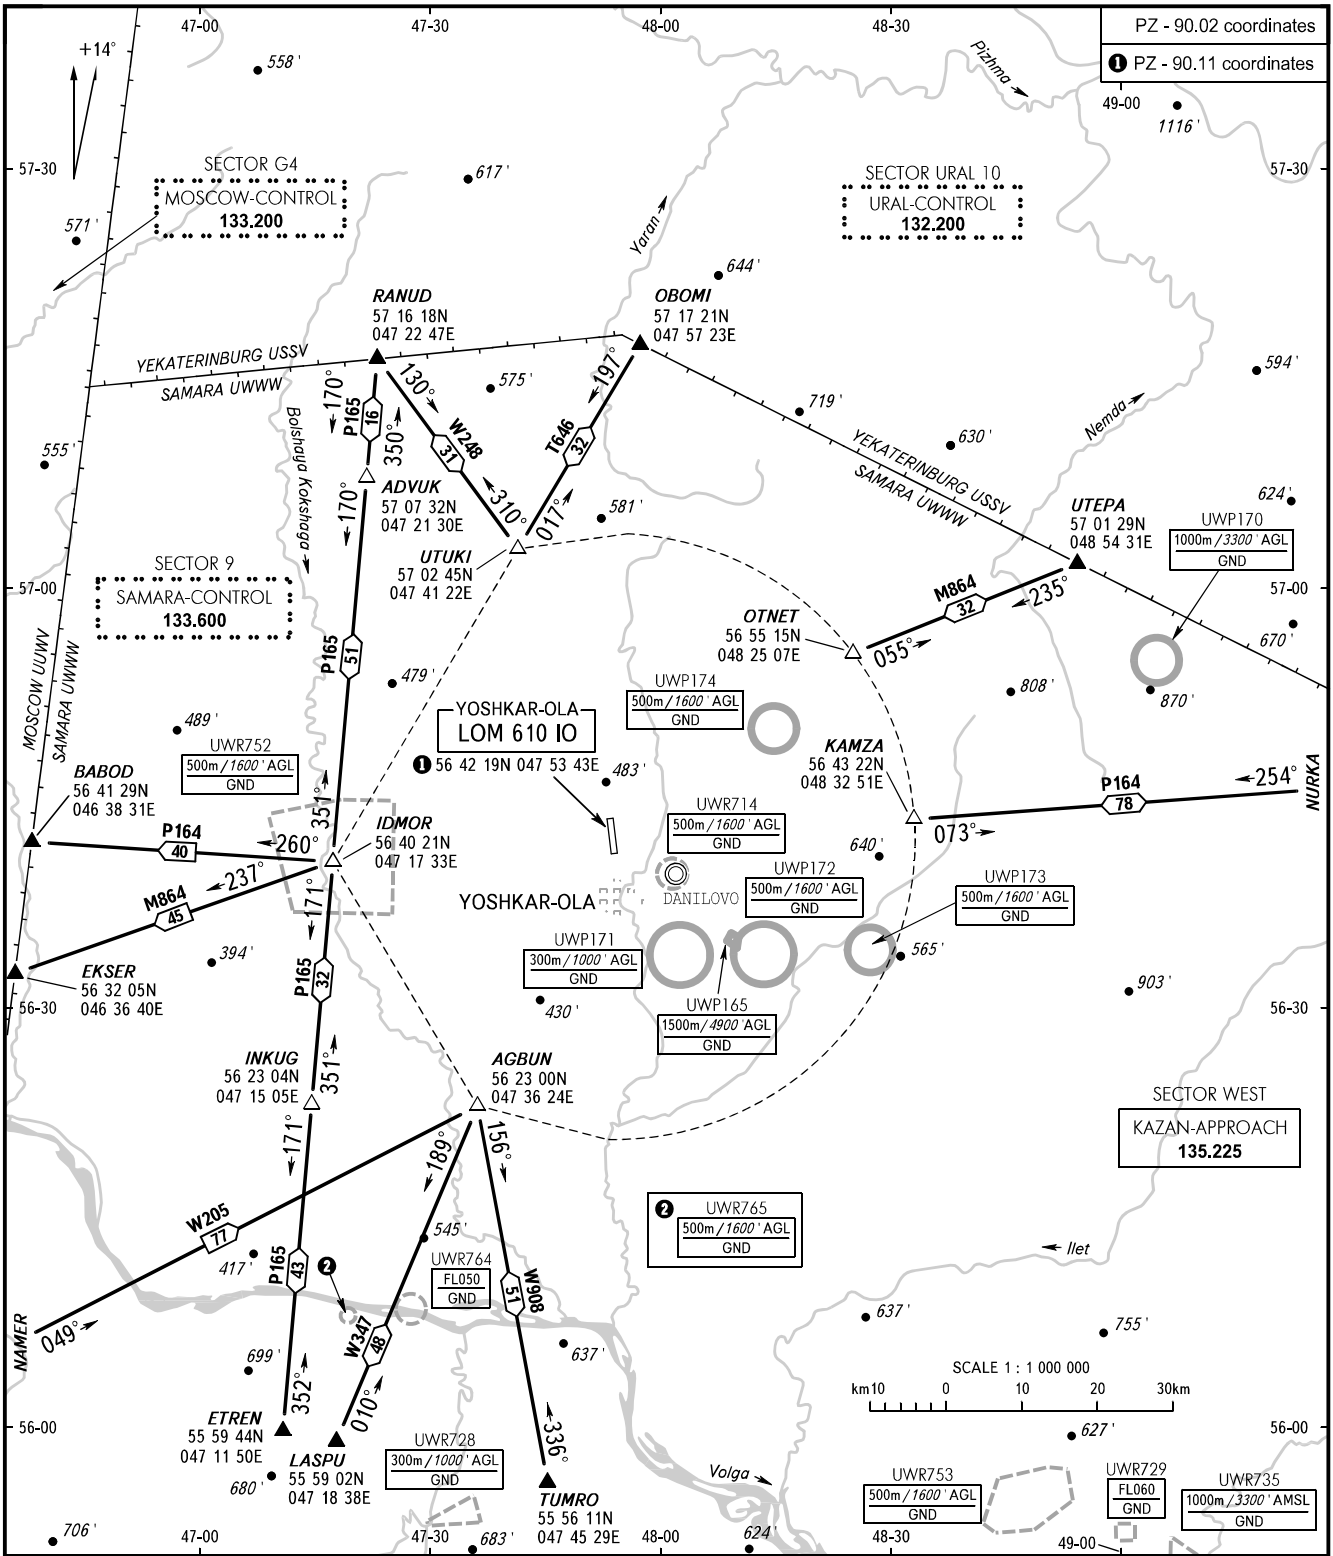 47-00
47-30
48-00
48-30
PZ - 90.02 coordinates
❶ PZ - 90.11 coordinates
49-00
+14°
558'
Pizhma
1116'
57-30
57-30
SECTOR G4
MOSCOW-CONTROL
133.200
617'
SECTOR URAL 10
URAL-CONTROL
132.200
571'
Yaran
644'
RANUD
57 16 18N
047 22 47E
OBOMI
57 17 21N
047 57 23E
YEKATERINBURG USSV
SAMARA UWWW
170°
P165
16
350°
130°
W248
31
310°
575'
197°
T646
32
017°
719'
594'
Nemda
630'
YEKATERINBURG USSV
SAMARA UWWW
555'
Bolshaya Kokshaga
170°
ADVUK
57 07 32N
047 21 30E
581'
624'
UTEPA
57 01 29N
048 54 31E
UWP170
1000m/3300' AGL
GND
UTUKI
57 02 45N
047 41 22E
SECTOR 9
SAMARA-CONTROL
133.600
57-00
57-00
M864
32
235°
055°
670'
OTNET
56 55 15N
048 25 07E
P165
51
479'
808'
870'
MOSCOW UUWV
SAMARA UWWW
489'
UWP174
500m/1600' AGL
GND
YOSHKAR-OLA
LOM 610 IO
❶ 56 42 19N 047 53 43E
UWR752
500m/1600' AGL
GND
KAMZA
56 43 22N
048 32 51E
483'
BABOD
56 41 29N
046 38 31E
P164
78
254°
NURKA
073°
351°
UWR714
500m/1600' AGL
GND
P164
40
260°
IDMOR
56 40 21N
047 17 33E
640'
237°
M864
45
171°
UWP172
500m/1600' AGL
GND
UWP173
500m/1600' AGL
GND
YOSHKAR-OLA
DANILOVO
394'
P165
32
UWP171
300m/1000' AGL
GND
565'
EKSER
56 32 05N
046 36 40E
903'
56-30
56-30
430'
UWP165
1500m/4900' AGL
GND
INKUG
56 23 04N
047 15 05E
351°
AGBUN
56 23 00N
047 36 24E
SECTOR WEST
KAZAN-APPROACH
135.225
171°
189°
156°
W205
77
❷ UWR765
500m/1600' AGL
GND
417'
P165
43
❷
545'
UWR764
FL050
GND
Ilet
W908
51
W347
48
637'
637'
755'
NAMER
049°
699'
352°
010°
SCALE 1 : 1 000 000
km10 0 10 20 30km
ETREN
55 59 44N
047 11 50E
56-00
56-00
627'
LASPU
55 59 02N
047 18 38E
UWR728
300m/1000' AGL
GND
336°
680'
Volga
UWR753
500m/1600' AGL
GND
UWR729
FL060
GND
UWR735
1000m/3300' AMSL
GND
TUMRO
55 56 11N
047 45 29E
706'
47-00
47-30
683'
48-00
624'
48-30
49-00